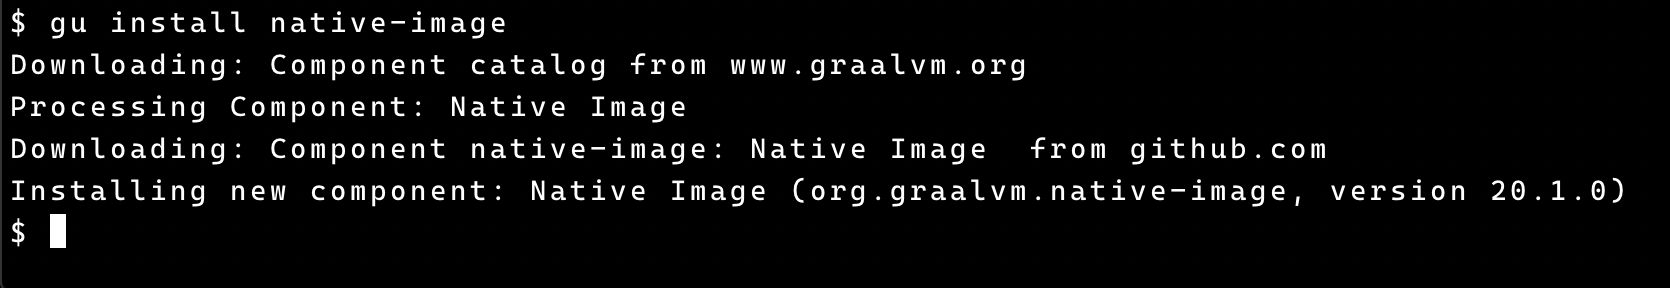 $ gu install native-image
Downloading: Component catalog from www.graalvm.org
Processing Component: Native Image
Downloading: Component native-image: Native Image  from github.com
Installing new component: Native Image (org.graalvm.native-image, version 20.1.0)
$